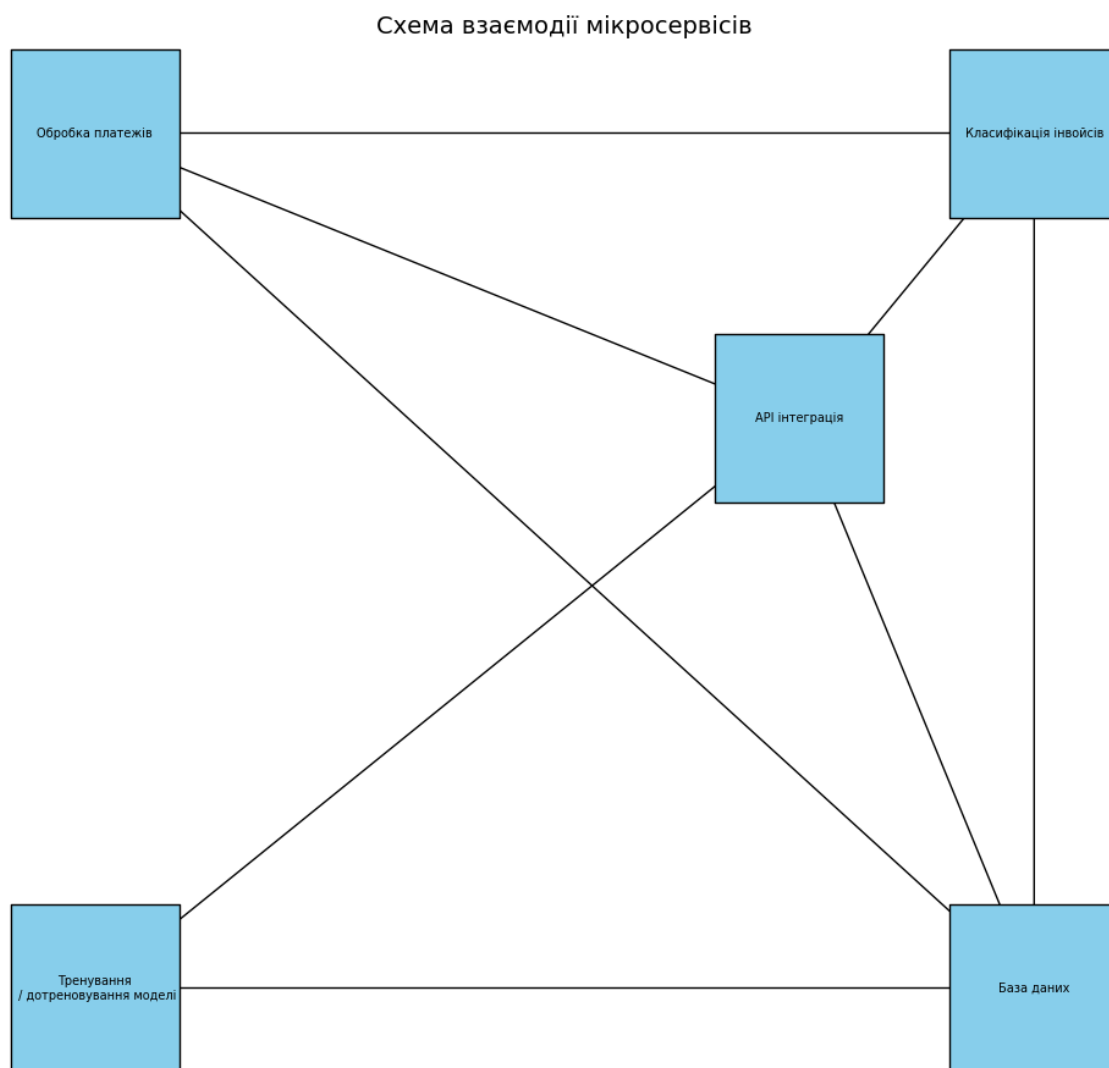 Схема взаємодії мікросервісів
Обробка платежів
Класифікація інвойсів
API інтеграція
Тренування
/ дотреновування моделі
База даних